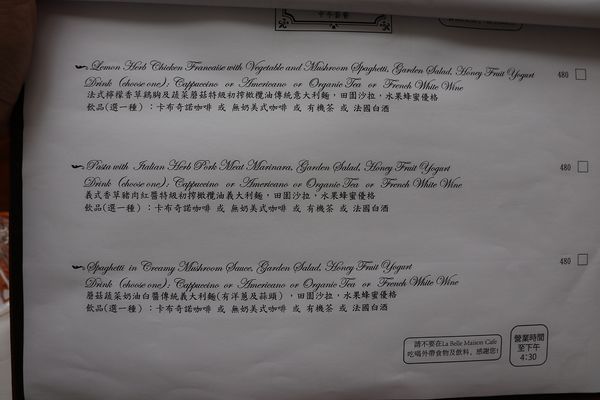 Lemon Herb Chicken Francaise with Vegetable and Mushroom Spaghetti, Garden Salad, Honey Fruit Yogurt 480
Drink (choose one): Cappuccino or Americano or Organic Tea or French White Wine
法式檸檬香草鷄胸及蔬菜蘑菇特級初搾橄欖油傳統意大利麵，田園沙拉，水果蜂蜜優格
飲品(選一種)：卡布奇諾咖啡 或 無奶美式咖啡 或 有機茶 或 法國白酒
Pasta with Italian Herb Pork Meat Marinara, Garden Salad, Honey Fruit Yogurt 480
Drink (choose one): Cappuccino or Americano or Organic Tea or French White Wine
義式香草豬肉紅醬特級初搾橄欖油義大利麵，田園沙拉，水果蜂蜜優格
飲品(選一種)：卡布奇諾咖啡 或 無奶美式咖啡 或 有機茶 或 法國白酒
Spaghetti in Creamy Mushroom Sauce, Garden Salad, Honey Fruit Yogurt 480
Drink (choose one): Cappuccino or Americano or Organic Tea or French White Wine
蘑菇蔬菜奶油白醬傳統義大利麵(有洋蔥及蒜頭)，田園沙拉，水果蜂蜜優格
飲品(選一種)：卡布奇諾咖啡 或 無奶美式咖啡 或 有機茶 或 法國白酒
請不要在La Belle Maison Cafe
吃喝外帶食物及飲料，感謝您!
營業時間
至下午
4:30